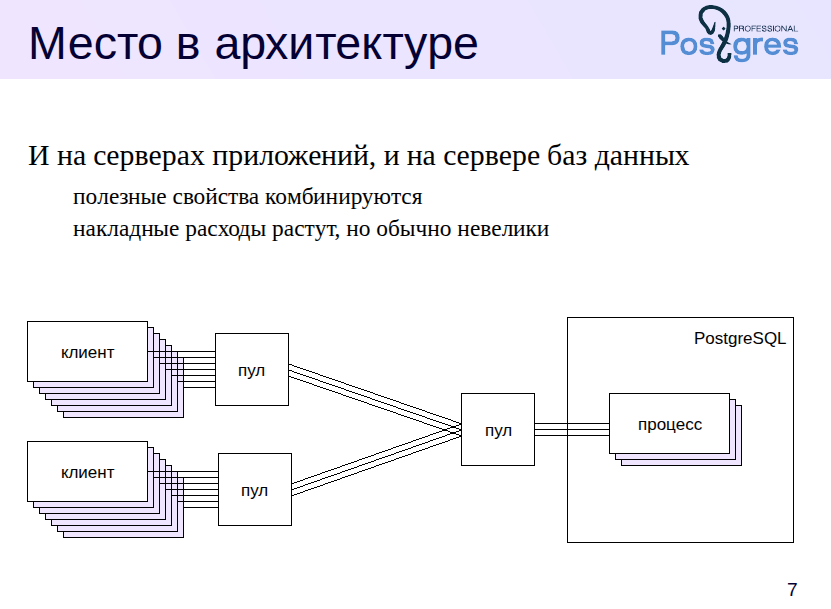 Место в архитектуре
PROFESSIONAL
Postgres
И на серверах приложений, и на сервере баз данных
полезные свойства комбинируются
накладные расходы растут, но обычно невелики
клиент
пул
PostgreSQL
пул
процесс
клиент
пул
7